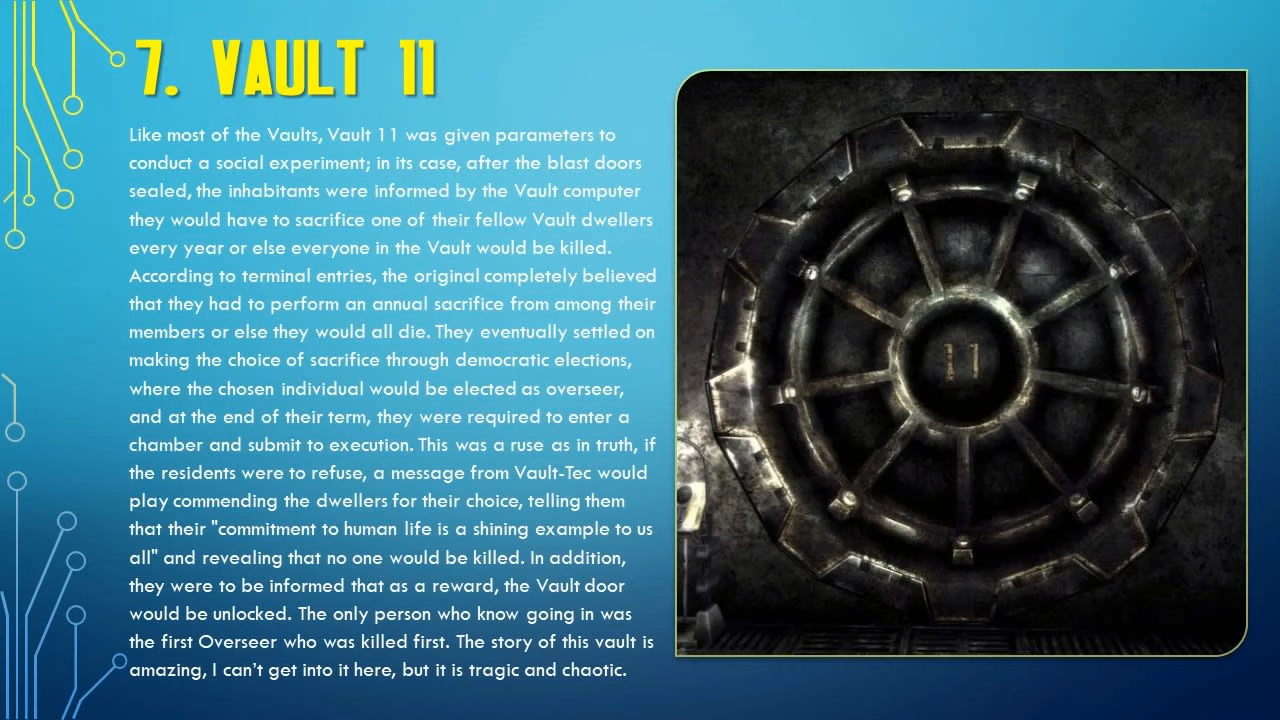 7. VAULT 11
Like most of the Vaults, Vault 11 was given parameters to
conduct a social experiment; in its case, after the blast doors
sealed, the inhabitants were informed by the Vault computer
they would have to sacrifice one of their fellow Vault dwellers
every year or else everyone in the Vault would be killed.
According to terminal entries, the original completely believed
that they had to perform an annual sacrifice from among their
members or else they would all die. They eventually settled on
making the choice of sacrifice through democratic elections,
where the chosen individual would be elected as overseer,
and at the end of their term, they were required to enter a
chamber and submit to execution. This was a ruse as in truth, if
the residents were to refuse, a message from Vault-Tec would
play commending the dwellers for their choice, telling them
that their "commitment to human life is a shining example to us
all" and revealing that no one would be killed. In addition,
they were to be informed that as a reward, the Vault door
would be unlocked. The only person who know going in was
the first Overseer who was killed first. The story of this vault is
amazing, I can't get into it here, but it is tragic and chaotic.
11